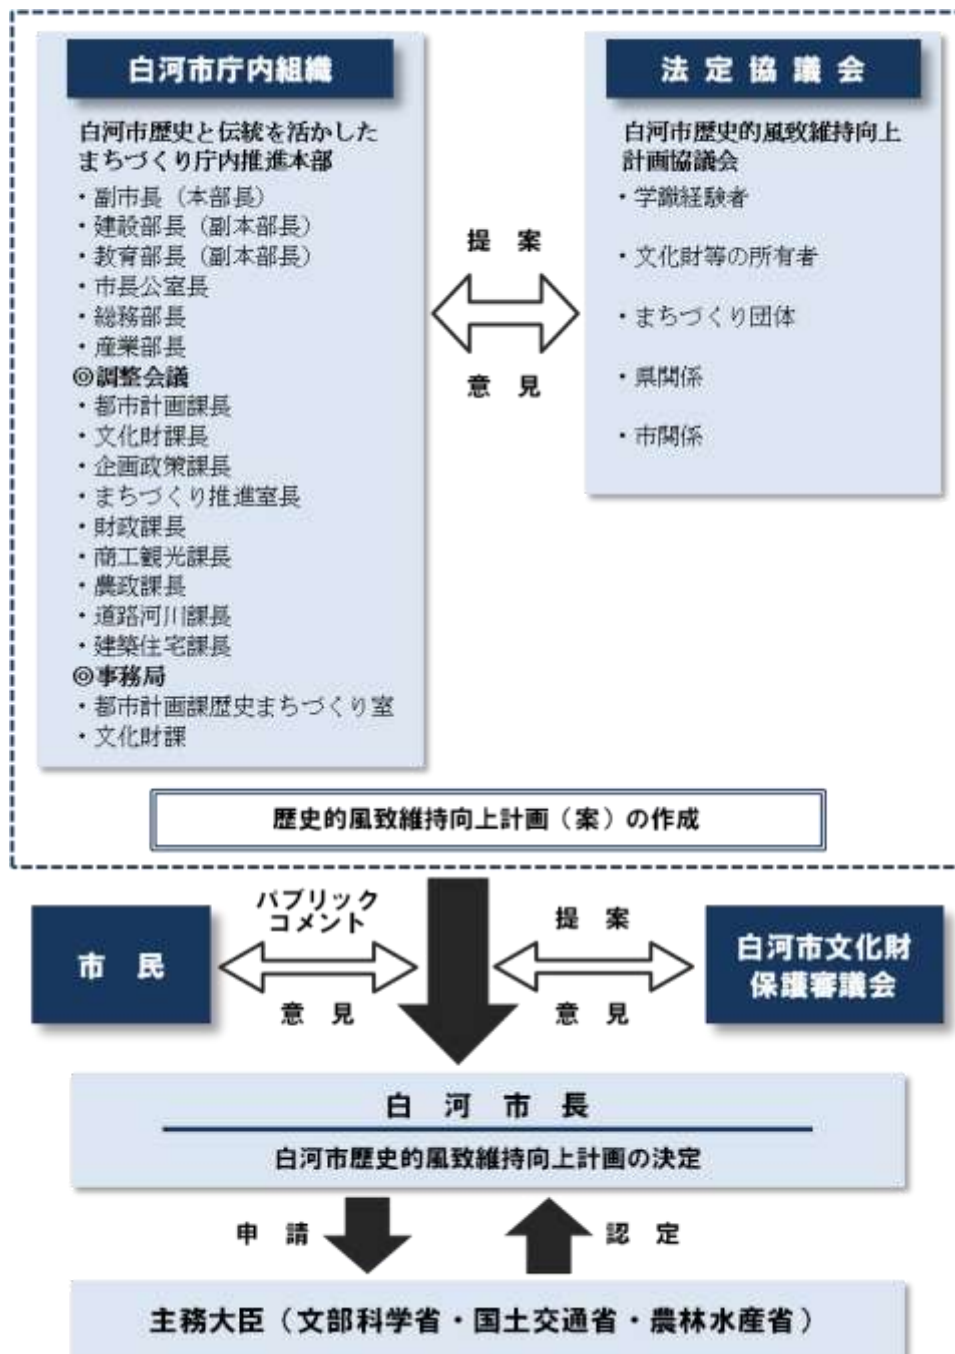 白河市庁内組織
白河市歴史と伝統を活かした
まちづくり庁内推進本部
・副市長（本部長）
・建設部長（副本部長）
・教育部長（副本部長）
・市長公室長
・総務部長
・産業部長
◎調整会議
・都市計画課長
・文化財課長
・企画政策課長
・まちづくり推進室長
・財政課長
・商工観光課長
・農政課長
・道路河川課長
・建築住宅課長
◎事務局
・都市計画課歴史まちづくり室
・文化財課
提 案
意 見
法 定 協 議 会
白河市歴史的風致維持向上
計画協議会
・学識経験者
・文化財等の所有者
・まちづくり団体
・県関係
・市関係
歴史的風致維持向上計画（案）の作成
市 民
パブリック
コメント
意 見
提 案
意 見
白河市文化財
保護審議会
白 河 市 長
白河市歴史的風致維持向上計画の決定
申 請
認 定
主務大臣（文部科学省・国土交通省・農林水産省）